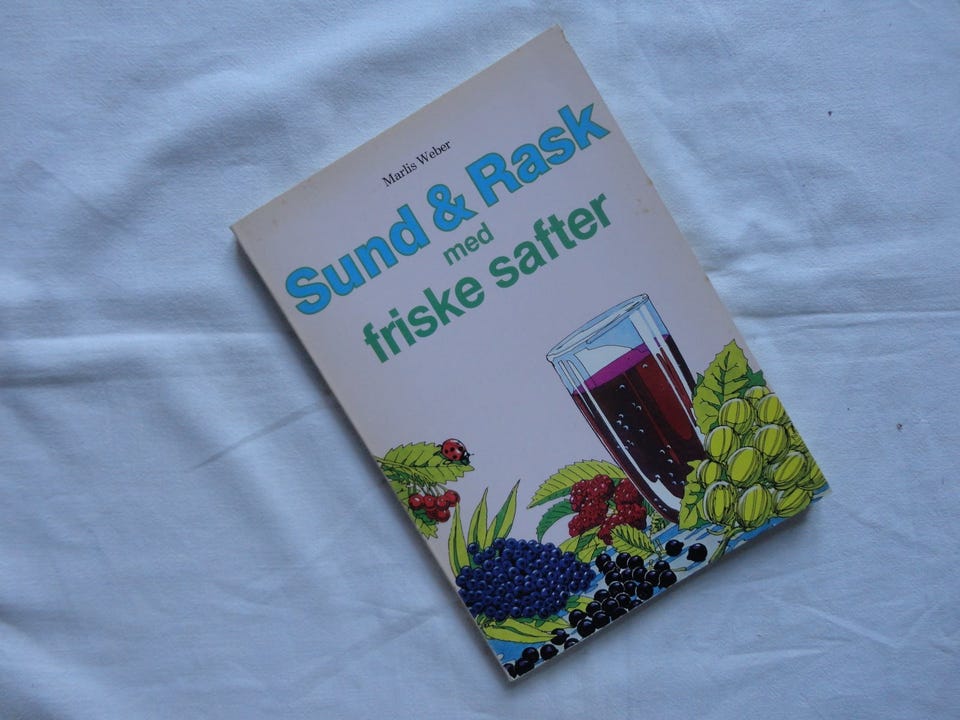 Marlis Weber
Sund & Rask
med
friske safter